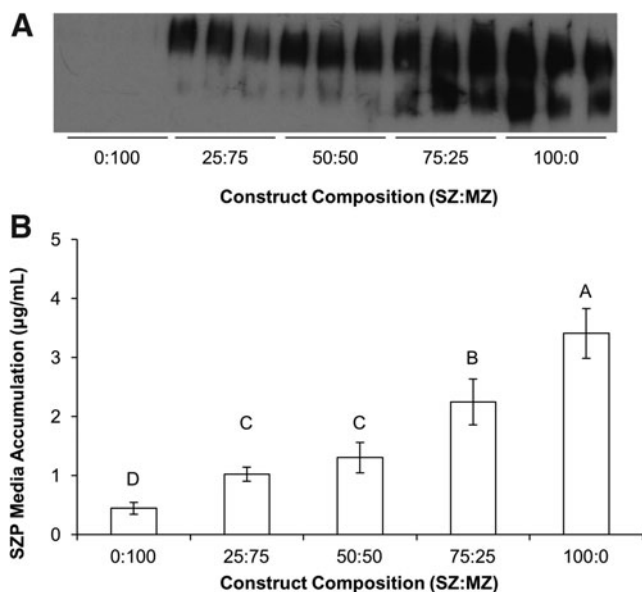 A
0:100 25:75 50:50 75:25 100:0
Construct Composition (SZ:MZ)
B
SZP Media Accumulation (µg/mL)
5
4
3
2
1
0
D
C
C
B
A
0:100 25:75 50:50 75:25 100:0
Construct Composition (SZ:MZ)